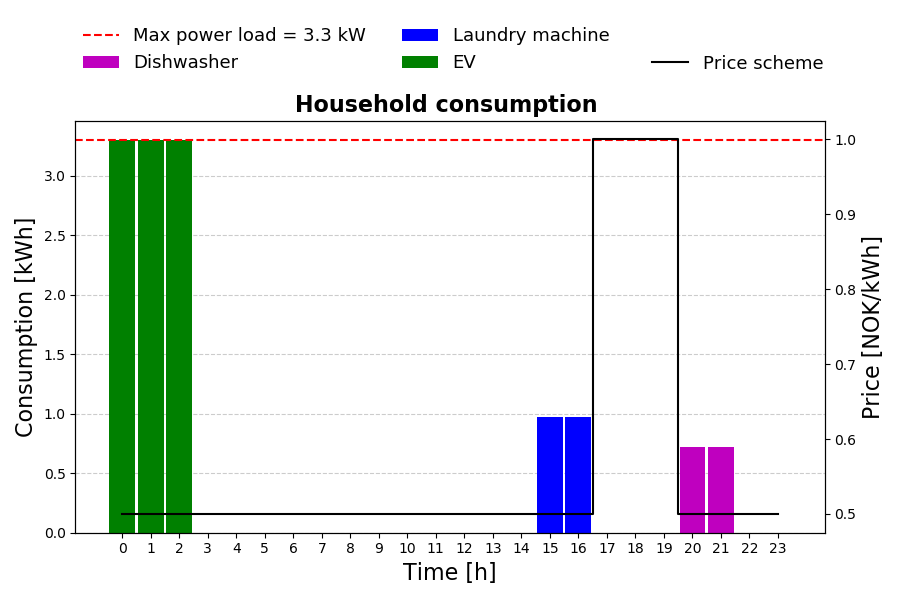 Max power load = 3.3 kW
Laundry machine
Dishwasher
EV
Price scheme
Household consumption
3.0
2.5
2.0
1.5
1.0
0.5
0.0
Consumption [kWh]
1.0
0.9
0.8
0.7
0.6
0.5
Price [NOK/kWh]
0 1 2 3 4 5 6 7 8 9 10 11 12 13 14 15 16 17 18 19 20 21 22 23
Time [h]